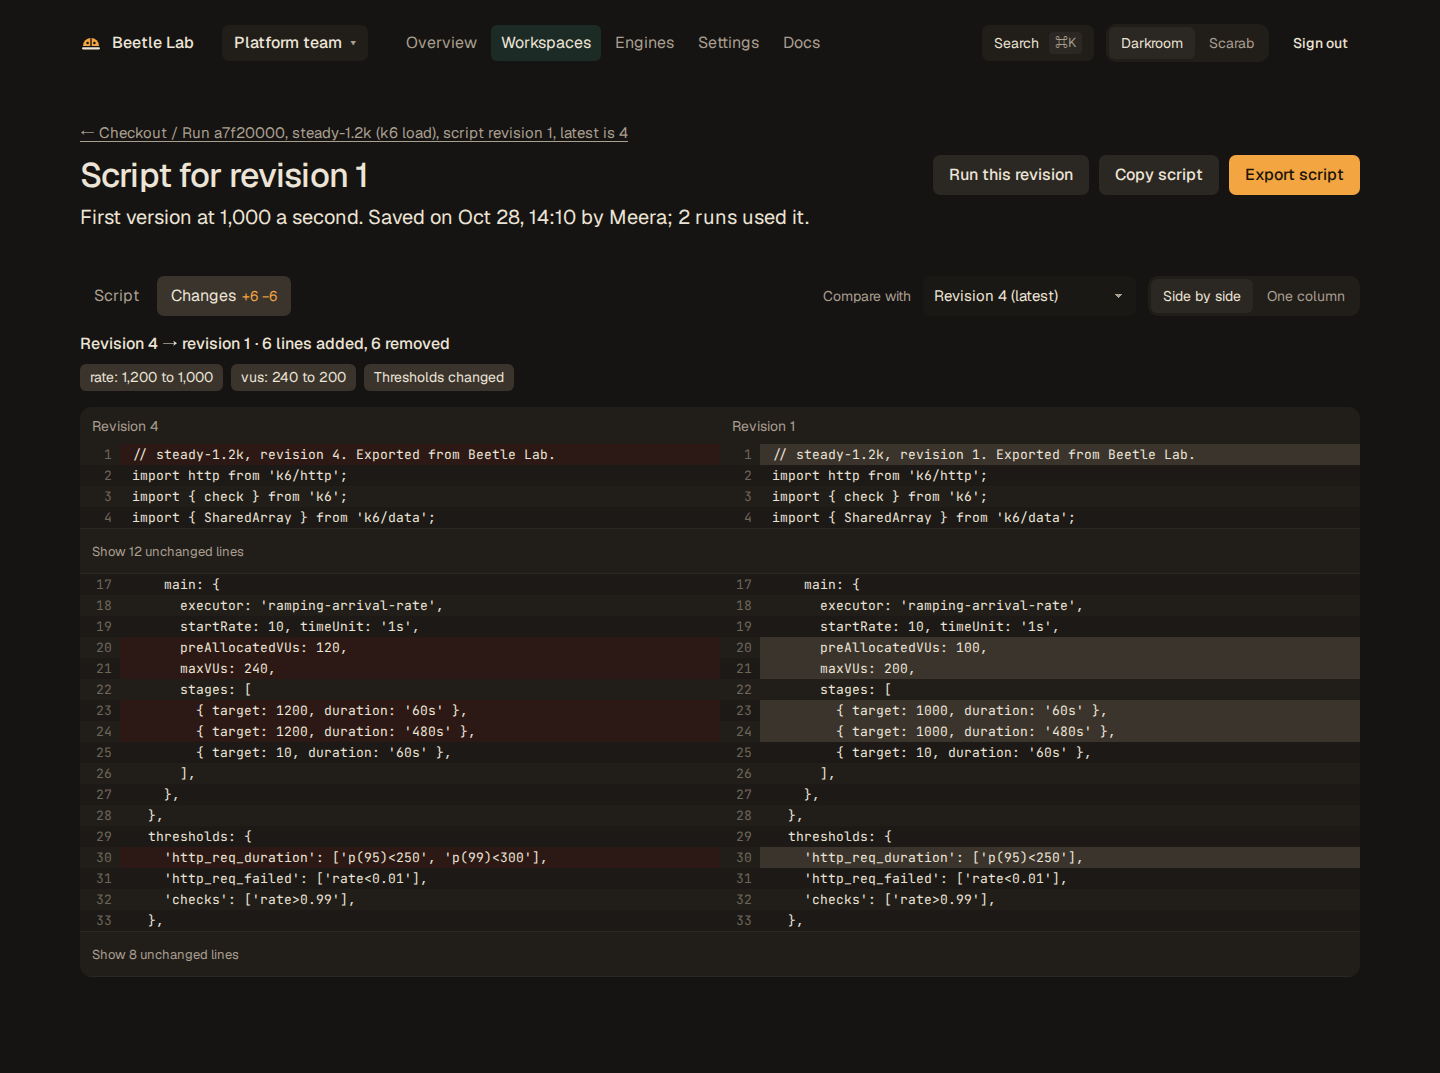 Beetle Lab
Platform team
Overview
Workspaces
Engines
Settings
Docs
Search ⌘K
Darkroom
Scarab
Sign out
← Checkout / Run a7f20000, steady-1.2k (k6 load), script revision 1, latest is 4
Script for revision 1
Run this revision
Copy script
Export script
First version at 1,000 a second. Saved on Oct 28, 14:10 by Meera; 2 runs used it.
Script
Changes +6 −6
Compare with
Revision 4 (latest)
Side by side
One column
Revision 4 → revision 1 · 6 lines added, 6 removed
rate: 1,200 to 1,000
vus: 240 to 200
Thresholds changed
Revision 4
Revision 1
1 // steady-1.2k, revision 4. Exported from Beetle Lab.
1 // steady-1.2k, revision 1. Exported from Beetle Lab.
2 import http from 'k6/http';
2 import http from 'k6/http';
3 import { check } from 'k6';
3 import { check } from 'k6';
4 import { SharedArray } from 'k6/data';
4 import { SharedArray } from 'k6/data';
Show 12 unchanged lines
17 main: {
17 main: {
18 executor: 'ramping-arrival-rate',
18 executor: 'ramping-arrival-rate',
19 startRate: 10, timeUnit: '1s',
19 startRate: 10, timeUnit: '1s',
20 preAllocatedVUs: 120,
20 preAllocatedVUs: 100,
21 maxVUs: 240,
21 maxVUs: 200,
22 stages: [
22 stages: [
23 { target: 1200, duration: '60s' },
23 { target: 1000, duration: '60s' },
24 { target: 1200, duration: '480s' },
24 { target: 1000, duration: '480s' },
25 { target: 10, duration: '60s' },
25 { target: 10, duration: '60s' },
26 ],
26 ],
27 },
27 },
28 },
28 },
29 thresholds: {
29 thresholds: {
30 'http_req_duration': ['p(95)<250', 'p(99)<300'],
30 'http_req_duration': ['p(95)<250'],
31 'http_req_failed': ['rate<0.01'],
31 'http_req_failed': ['rate<0.01'],
32 'checks': ['rate>0.99'],
32 'checks': ['rate>0.99'],
33 },
33 },
Show 8 unchanged lines